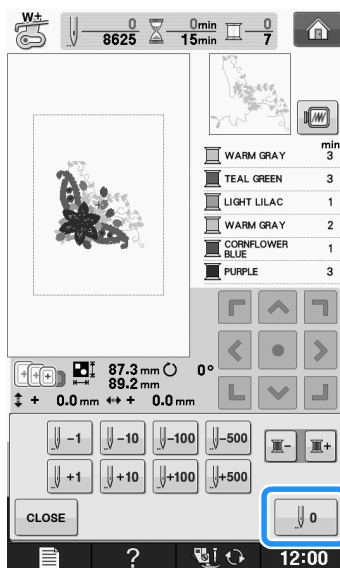 W+
0 0min 0
8625 15min 7
min
WARM GRAY 3
TEAL GREEN 3
LIGHT LILAC 1
WARM GRAY 2
CORNFLOWER
BLUE 1
PURPLE 3
87.3 mm 0°
89.2 mm
+ 0.0 mm + 0.0 mm
-1 -10 -100 -500
- +
+1 +10 +100 +500
CLOSE 0
? 12:00